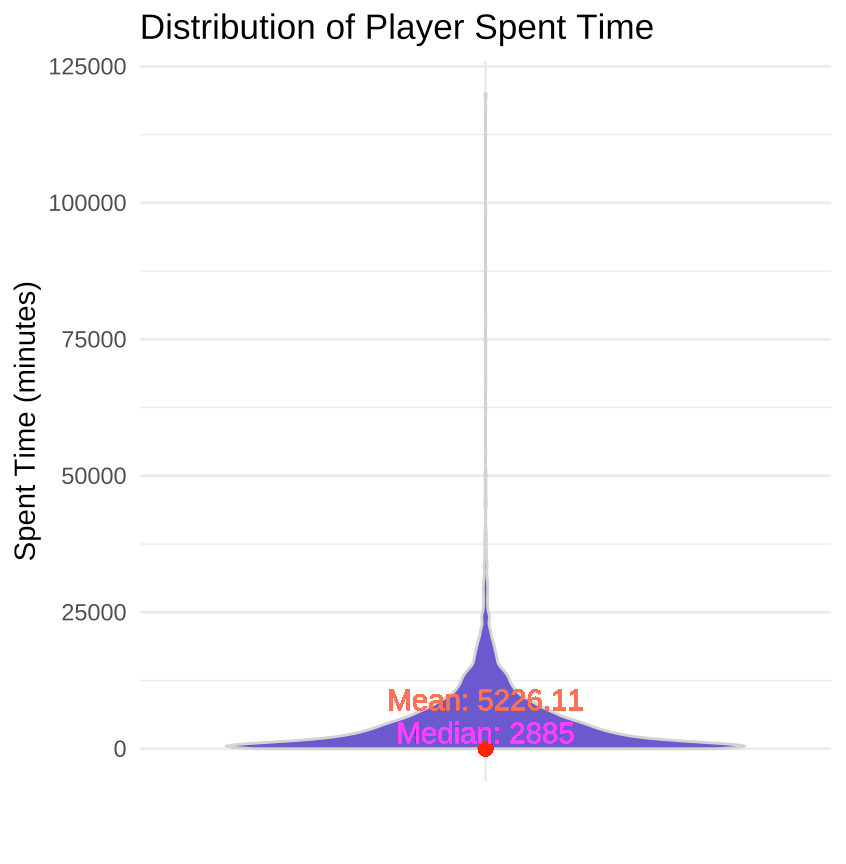 Distribution of Player Spent Time
125000
100000
75000
50000
25000
0
Spent Time (minutes)
Mean: 5226.11
Median: 2885